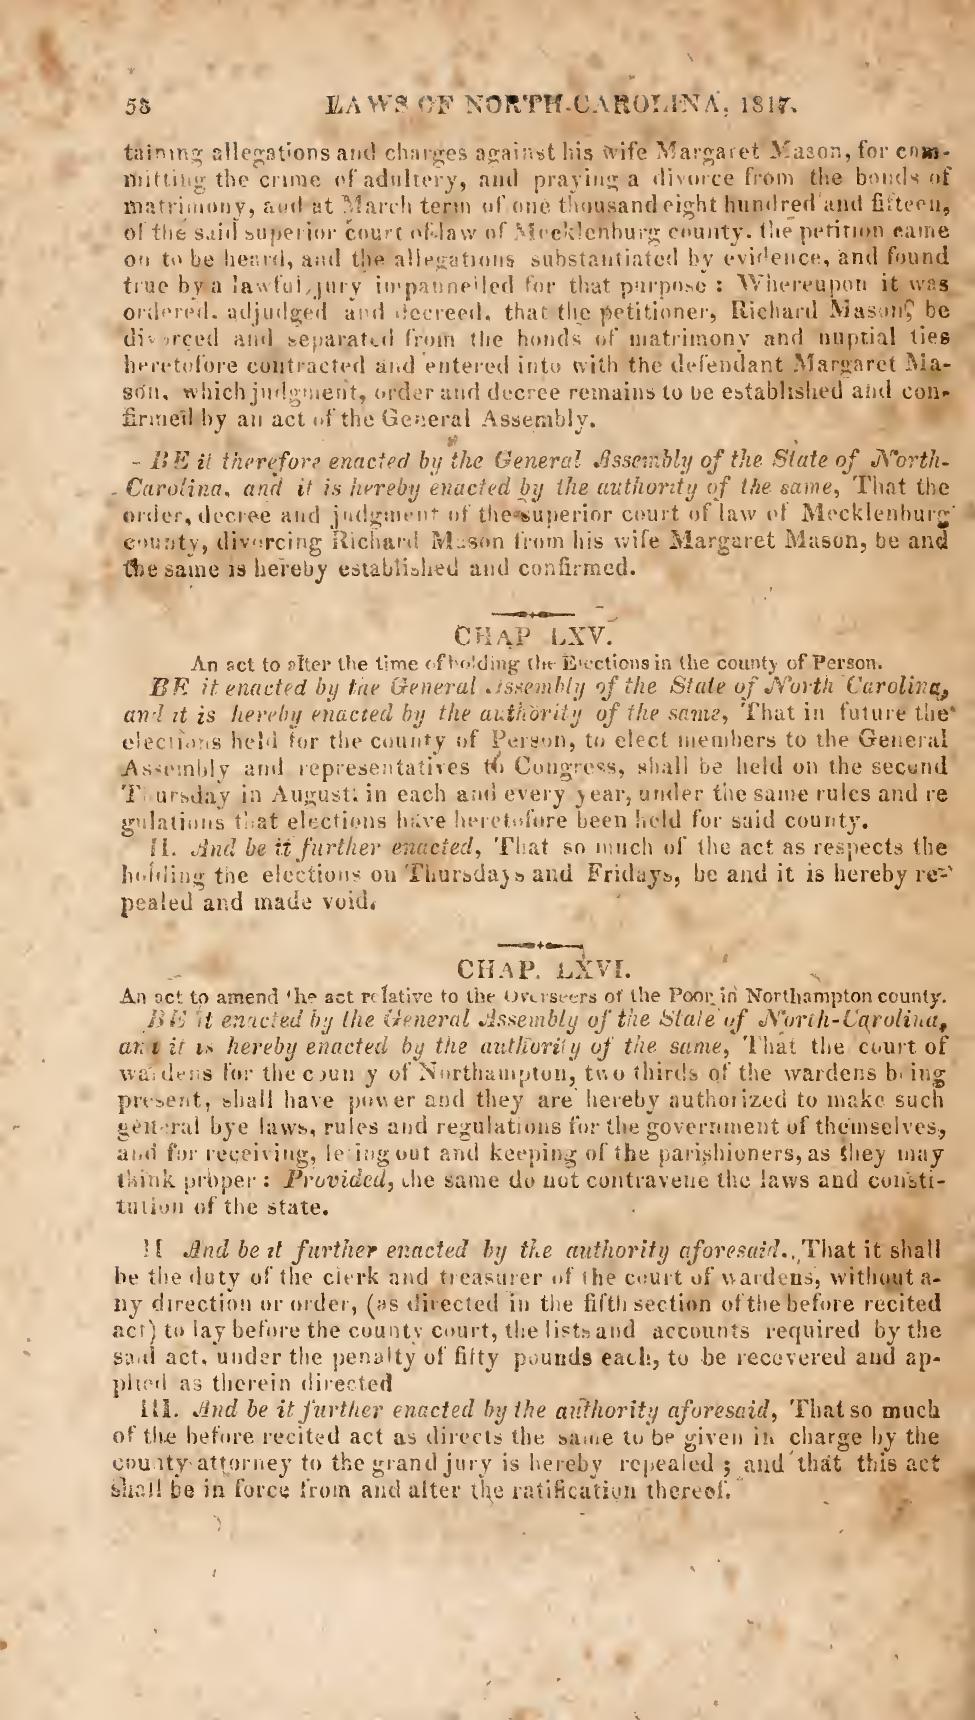 58 LAWS OF NORTH-CAROLINA, 1817.
taining allegations and charges against his wife Margaret Mason, for com-
mitting the crime of adultery, and praying a divorce from the bonds of
matrimony, and at March term of one thousand eight hundred and fifteen,
of the said superior court of law of Mecklenburg county. the petition came
on to be heard, and the allegations substantiated by evidence, and found
true by a lawful jury impannelled for that purpose : Whereupon it was
ordered, adjudged and decreed, that the petitioner, Richard Mason, be
divorced and separated from the bonds of matrimony and nuptial ties
heretofore contracted and entered into with the defendant Margaret Ma-
son, which judgment, order and decree remains to be established and con-
firmed by an act of the General Assembly.
BE it therefore enacted by the General Assembly of the State of North-
Carolina, and it is hereby enacted by the authority of the same, That the
order, decree and judgment of the superior court of law of Mecklenburg
county, divorcing Richard Mason from his wife Margaret Mason, be and
the same is hereby established and confirmed.
CHAP LXV.
An act to alter the time of holding the Elections in the county of Person.
BE it enacted by the General Assembly of the State of North Carolina,
and it is hereby enacted by the authority of the same, That in future the
elections held for the county of Person, to elect members to the General
Assembly and representatives to Congress, shall be held on the second
Thursday in August in each and every year, under the same rules and re
gulations that elections have heretofore been held for said county.
II. And be it further enacted, That so much of the act as respects the
holding the elections on Thursdays and Fridays, be and it is hereby re-
pealed and made void.
CHAP. LXVI.
An act to amend the act relative to the Overseers of the Poor in Northampton county.
BE it enacted by the General Assembly of the State of North-Carolina,
and it is hereby enacted by the authority of the same, That the court of
wardens for the county of Northampton, two thirds of the wardens being
present, shall have power and they are hereby authorized to make such
general bye laws, rules and regulations for the government of themselves,
and for receiving, letting out and keeping of the parishioners, as they may
think proper : Provided, the same do not contravene the laws and consti-
tution of the state.
II And be it further enacted by the authority aforesaid. That it shall
be the duty of the clerk and treasurer of the court of wardens, without a-
ny direction or order, (as directed in the fifth section of the before recited
act) to lay before the county court, the lists and accounts required by the
said act, under the penalty of fifty pounds each, to be recovered and ap-
plied as therein directed
III. And be it further enacted by the authority aforesaid, That so much
of the before recited act as directs the same to be given in charge by the
county attorney to the grand jury is hereby repealed ; and that this act
shall be in force from and after the ratification thereof.